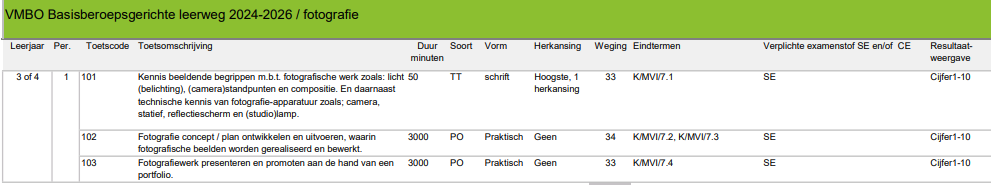 VMBO Basisberoepsgerichte leerweg 2024-2026 / fotografie
Leerjaar Per. Toetscode Toetsomschrijving Duur minuten Soort Vorm Herkansing Weging Eindtermen Verplichte examenstof SE en/of CE Resultaat-weergave
3 of 4 1 101 Kennis beeldende begrippen m.b.t. fotografische werk zoals: licht 50 TT schrift Hoogste, 1 33 K/MVI/7.1 SE Cijfer1-10
(belichting), (camera)standpunten en compositie. En daarnaast herkansing
technische kennis van fotografie-apparatuur zoals; camera,
statief, reflectiescherm en (studio)lamp.
102 Fotografie concept / plan ontwikkelen en uitvoeren, waarin 3000 PO Praktisch Geen 34 K/MVI/7.2, K/MVI/7.3 SE Cijfer1-10
fotografische beelden worden gerealiseerd en bewerkt.
103 Fotografiewerk presenteren en promoten aan de hand van een 3000 PO Praktisch Geen 33 K/MVI/7.4 SE Cijfer1-10
portfolio.